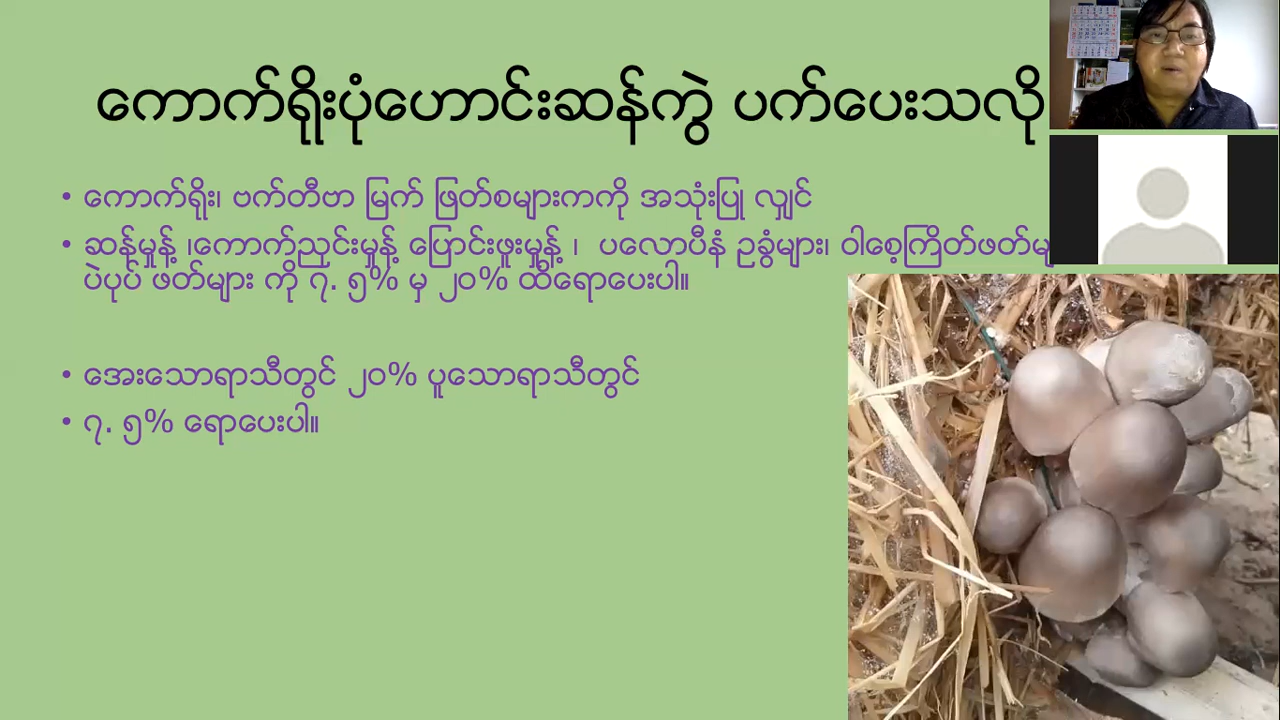 ကောက်ရိုးပုံဟောင်းဆန်ကွဲ ပက်ပေးသလို
• ကောက်ရိုး၊ ဗက်တီဗာ မြက် ဖြတ်စများကကို အသုံးပြု လျှင်
• ဆန်မှုန့် ၊ကောက်ညှင်းမှုန့် ပြောင်းဖူးမှုန့် ၊ ပလောပီနံ ဥခွံများ၊ ဝါစေ့ကြိတ်ဖတ်
ပဲပုပ် ဖတ်များ ကို ၇. ၅% မှ ၂၀% ထိရောပေးပါ။
• အေးသောရာသီတွင် ၂၀% ပူသောရာသီတွင်
• ၇. ၅% ရောပေးပါ။